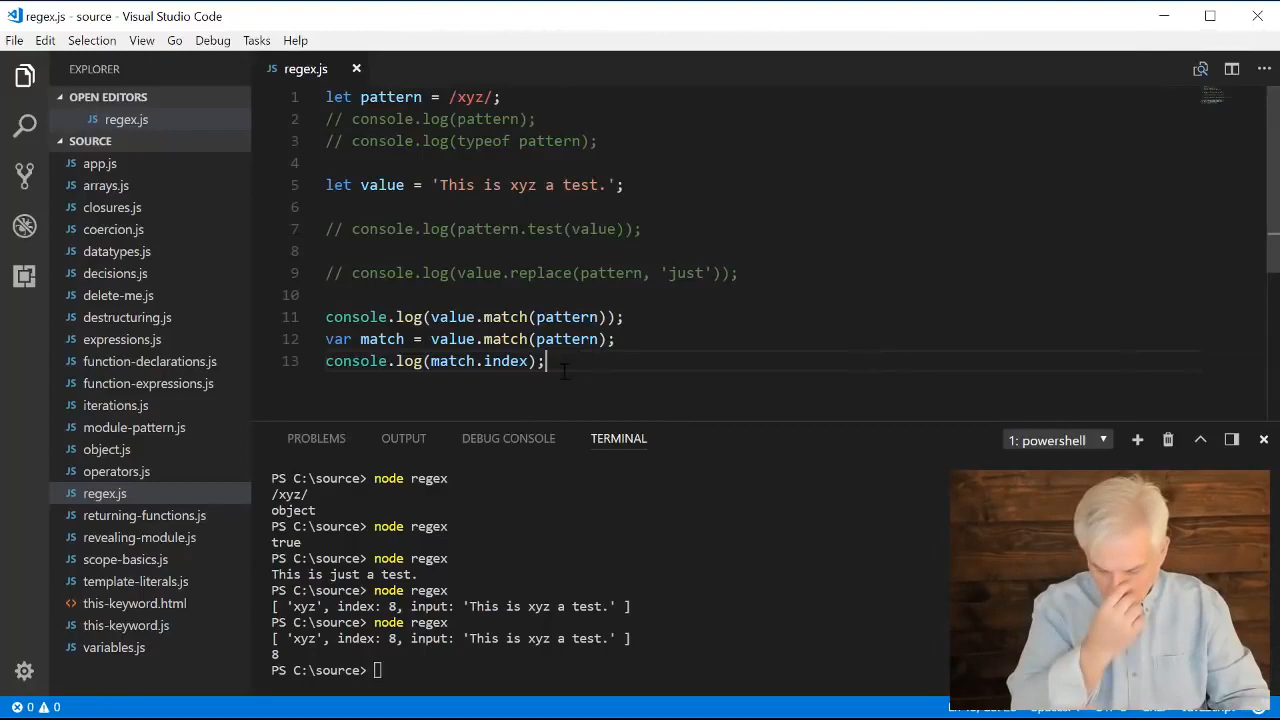 regex.js - source - Visual Studio Code
File Edit Selection View Go Debug Tasks Help
EXPLORER
OPEN EDITORS
JS regex.js
SOURCE
JS app.js
JS arrays.js
JS closures.js
JS coercion.js
JS datatypes.js
JS decisions.js
JS delete-me.js
JS destructuring.js
JS expressions.js
JS function-declarations.js
JS function-expressions.js
JS iterations.js
JS module-pattern.js
JS object.js
JS operators.js
JS regex.js
JS returning-functions.js
JS revealing-module.js
JS scope-basics.js
JS template-literals.js
<> this-keyword.html
JS this-keyword.js
JS variables.js
JS regex.js
1 let pattern = /xyz/;
2 // console.log(pattern);
3 // console.log(typeof pattern);
4
5 let value = 'This is xyz a test.';
6
7 // console.log(pattern.test(value));
8
9 // console.log(value.replace(pattern, 'just'));
10
11 console.log(value.match(pattern));
12 var match = value.match(pattern);
13 console.log(match.index);
PROBLEMS OUTPUT DEBUG CONSOLE TERMINAL 1: powershell
PS C:\source> node regex
/xyz/
object
PS C:\source> node regex
true
PS C:\source> node regex
This is just a test.
PS C:\source> node regex
[ 'xyz', index: 8, input: 'This is xyz a test.' ]
PS C:\source> node regex
[ 'xyz', index: 8, input: 'This is xyz a test.' ]
8
PS C:\source>
0 0